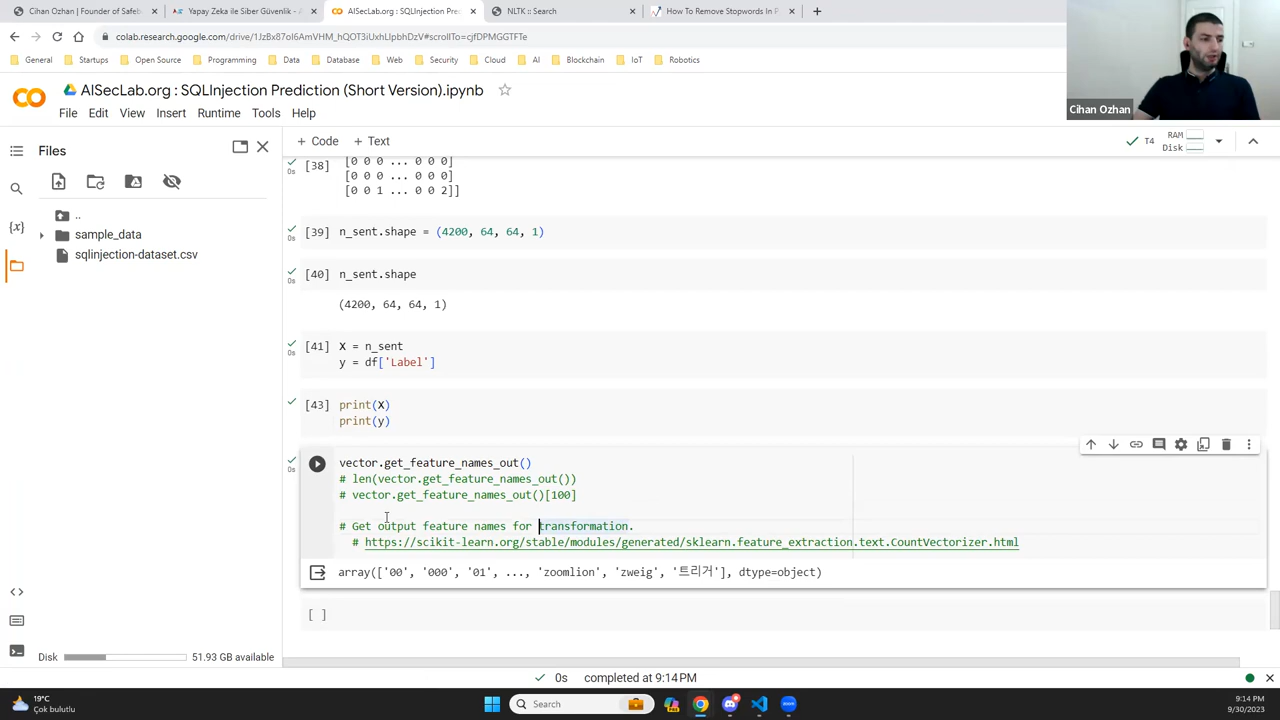 Cihan Ozhan | Founder of Safeb
Yapay Zeka ile Siber Güvenlik - A
AISecLab.org : SQLInjection Pred
NLTK :: Search
How To Remove Stopwords In P
colab.research.google.com/drive/1JzBx87oI6AmVHM_hQOT3iUxhLIpbhDzV#scrollTo=cjfDPMGGTFTe
General
Startups
Open Source
Programming
Data
Database
Web
Security
Cloud
AI
Blockchain
IoT
Robotics
AISecLab.org : SQLInjection Prediction (Short Version).ipynb
File Edit View Insert Runtime Tools Help
Cihan Ozhan
Files
+ Code + Text
T4
RAM
Disk
..
sample_data
sqlinjection-dataset.csv
{x}
[38]
0s
[0 0 0 ... 0 0 0]
[0 0 0 ... 0 0 0]
[0 0 1 ... 0 0 2]]
[39] n_sent.shape = (4200, 64, 64, 1)
0s
[40] n_sent.shape
0s
(4200, 64, 64, 1)
[41] X = n_sent
0s
y = df['Label']
[43] print(X)
print(y)
vector.get_feature_names_out()
0s
# len(vector.get_feature_names_out())
# vector.get_feature_names_out()[100]
# Get output feature names for transformation.
# https://scikit-learn.org/stable/modules/generated/sklearn.feature_extraction.text.CountVectorizer.html
array(['00', '000', '01', ..., 'zoomlion', 'zweig', '트리거'], dtype=object)
[ ]
Disk
51.93 GB available
0s completed at 9:14 PM
19°C
Çok bulutlu
Search
9:14 PM
9/30/2023